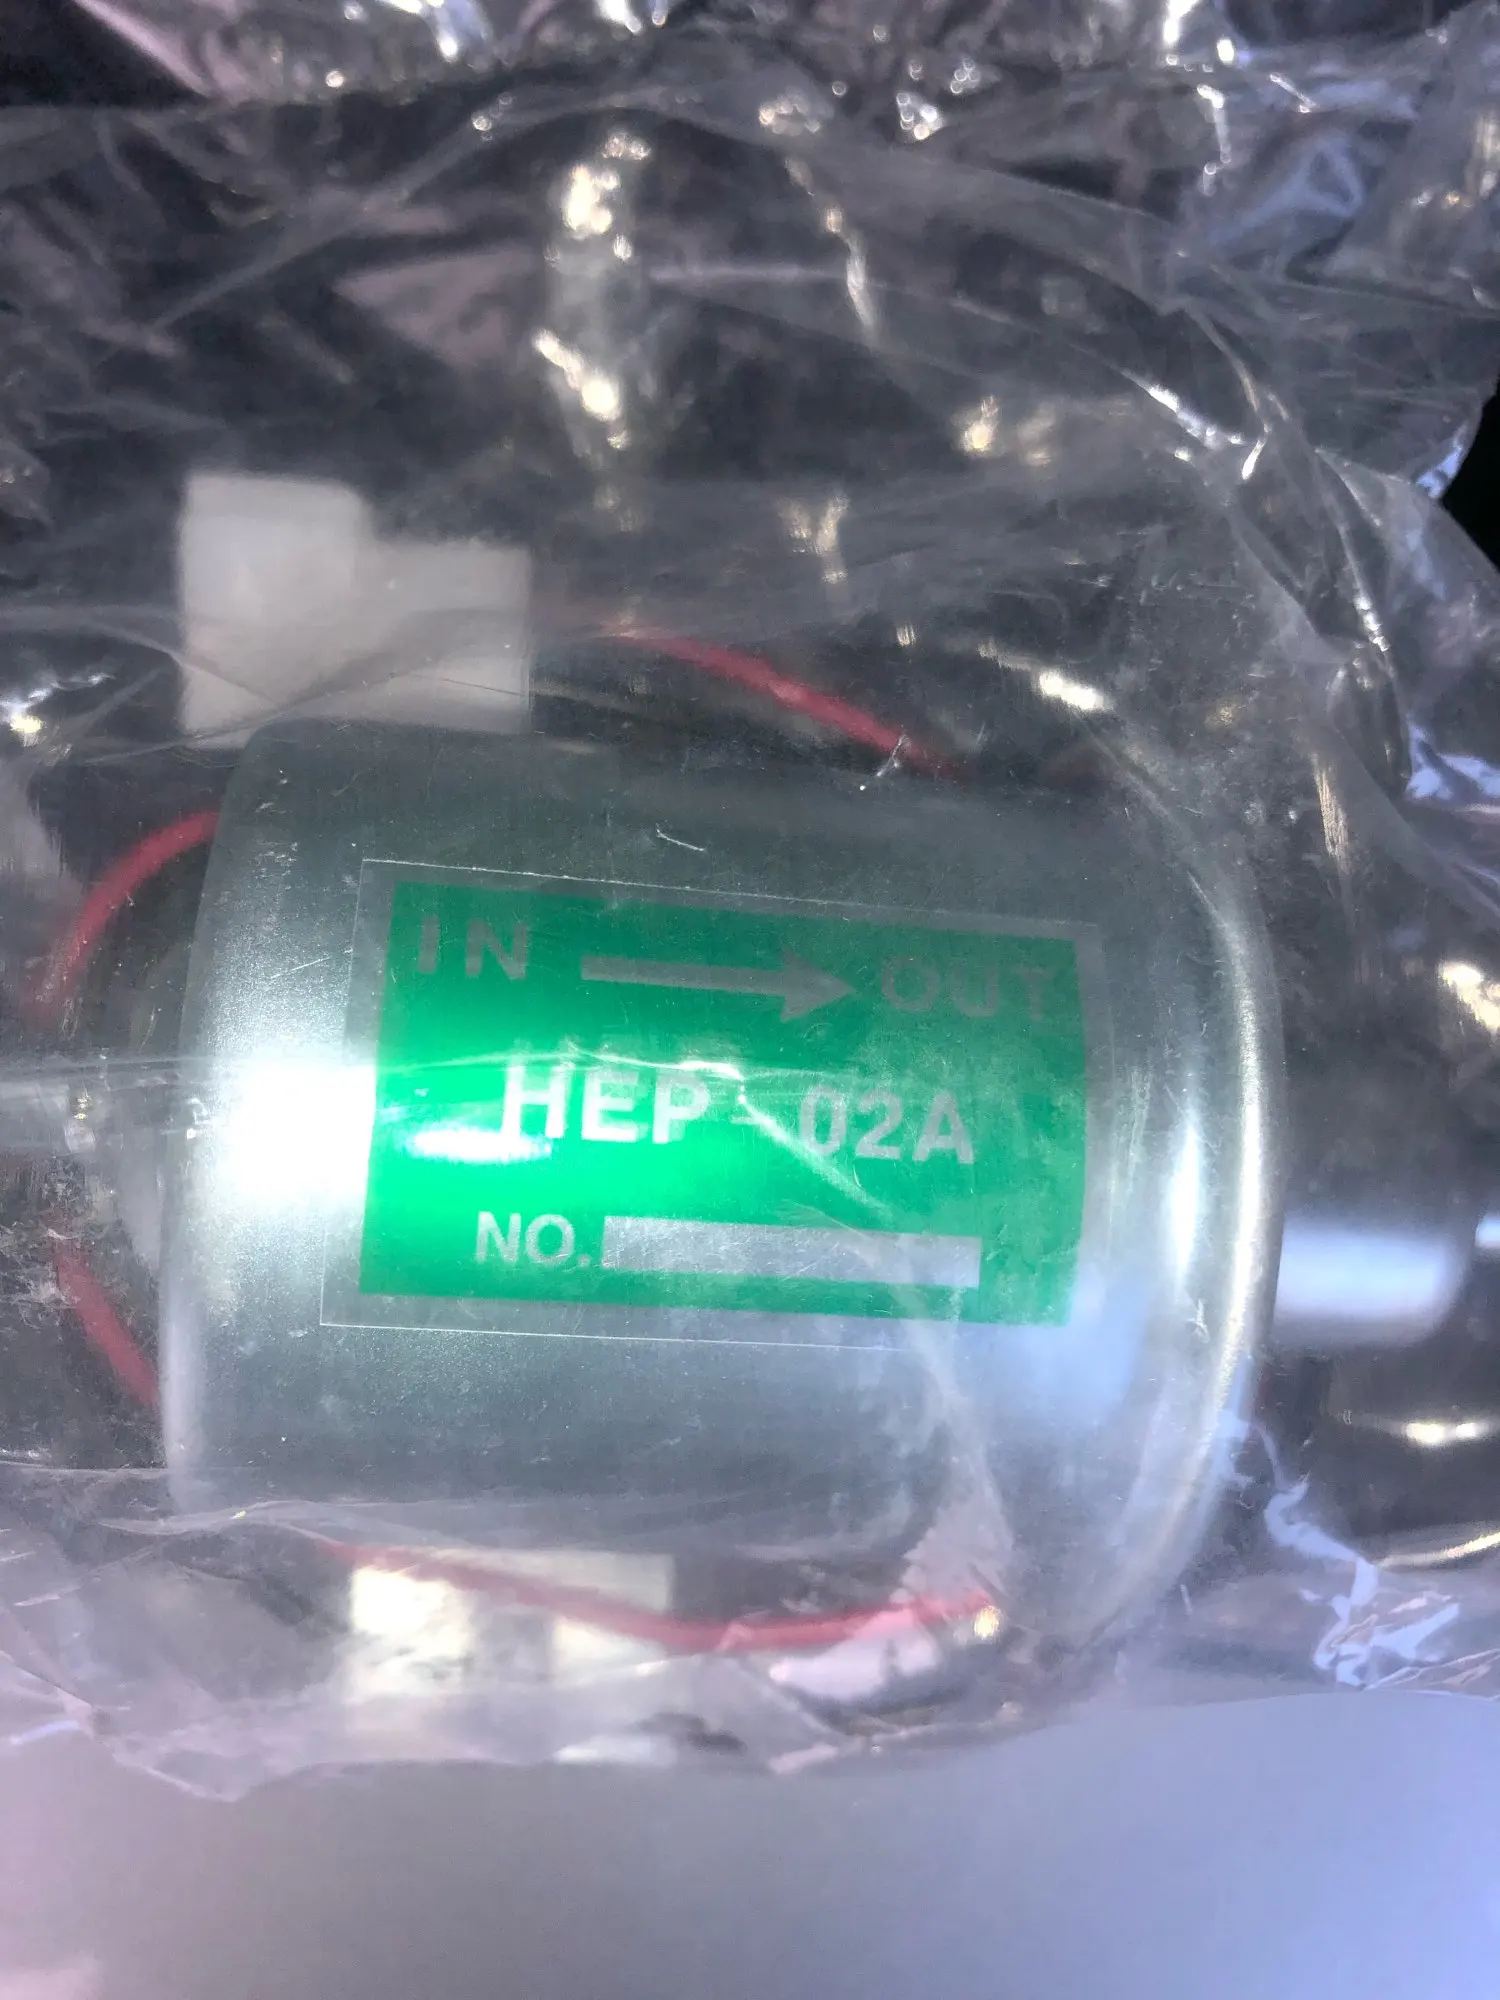 IN → OUT
HEP-02A
NO.